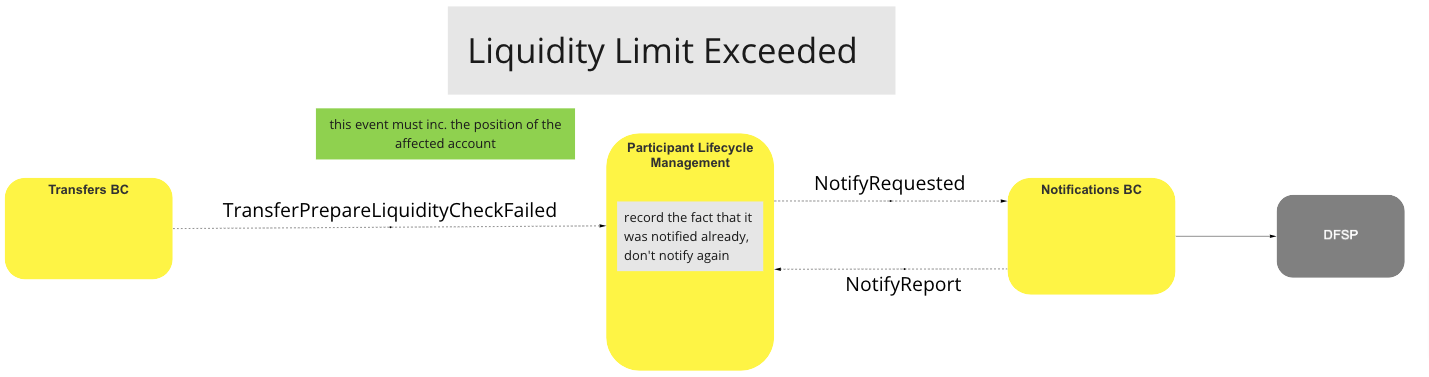 Liquidity Limit Exceeded
this event must inc. the position of the
affected account
Participant Lifecycle
Management
Transfers BC
TransferPrepareLiquidityCheckFailed
record the fact that it
was notified already,
don't notify again
NotifyRequested
NotifyReport
Notifications BC
DFSP